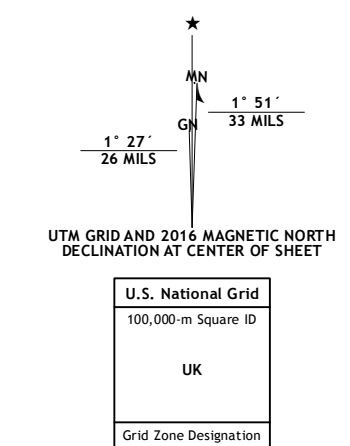 ★
MN
1° 51´
33 MILS
GN
1° 27´
26 MILS
UTM GRID AND 2016 MAGNETIC NORTH
DECLINATION AT CENTER OF SHEET
U.S. National Grid
100,000-m Square ID
UK
Grid Zone Designation